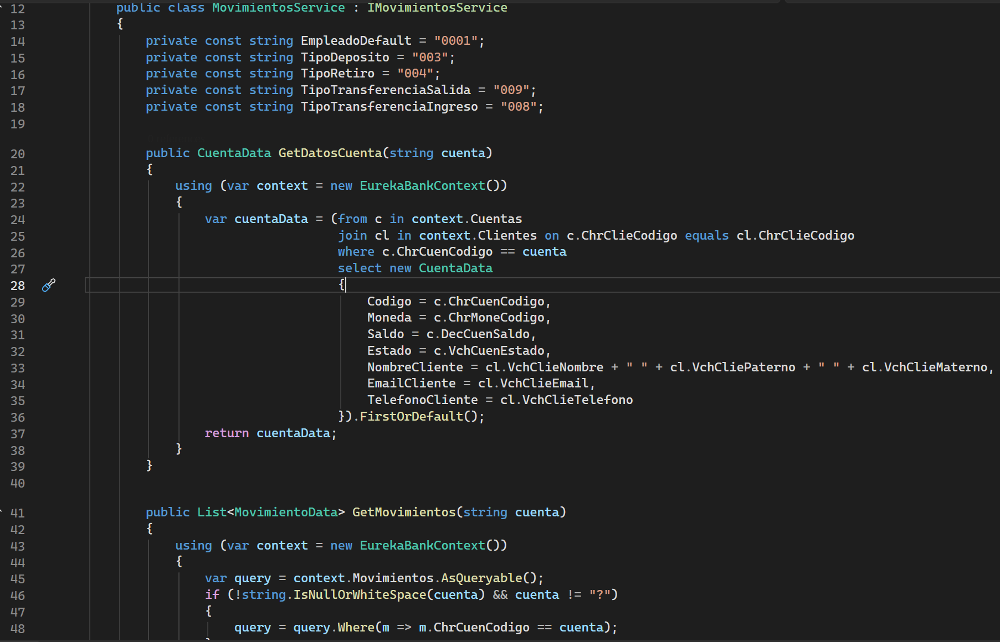 12 public class MovimientosService : IMovimientosService
13 {
14 private const string EmpleadoDefault = "0001";
15 private const string TipoDeposito = "003";
16 private const string TipoRetiro = "004";
17 private const string TipoTransferenciaSalida = "009";
18 private const string TipoTransferenciaIngreso = "008";
19
20 public CuentaData GetDatosCuenta(string cuenta)
21 {
22 using (var context = new EurekaBankContext())
23 {
24 var cuentaData = (from c in context.Cuentas
25 join cl in context.Clientes on c.ChrClieCodigo equals cl.ChrClieCodigo
26 where c.ChrCuenCodigo == cuenta
27 select new CuentaData
28 {
29 Codigo = c.ChrCuenCodigo,
30 Moneda = c.ChrMoneCodigo,
31 Saldo = c.DecCuenSaldo,
32 Estado = c.VchCuenEstado,
33 NombreCliente = cl.VchClieNombre + " " + cl.VchCliePaterno + " " + cl.VchClieMaterno,
34 EmailCliente = cl.VchClieEmail,
35 TelefonoCliente = cl.VchClieTelefono
36 }).FirstOrDefault();
37 return cuentaData;
38 }
39 }
40
41 public List<MovimientoData> GetMovimientos(string cuenta)
42 {
43 using (var context = new EurekaBankContext())
44 {
45 var query = context.Movimientos.AsQueryable();
46 if (!string.IsNullOrWhiteSpace(cuenta) && cuenta != "?")
47 {
48 query = query.Where(m => m.ChrCuenCodigo == cuenta);